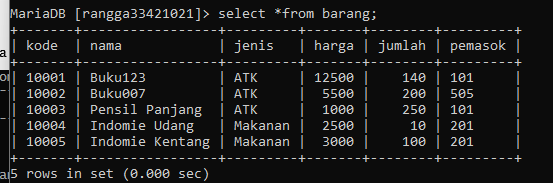 MariaDB [rangga33421021]> select *from barang;
+-------+-----------------+---------+-------+--------+---------+
| kode | nama | jenis | harga | jumlah | pemasok |
+-------+-----------------+---------+-------+--------+---------+
| 10001 | Buku123 | ATK | 12500 | 140 | 101 |
| 10002 | Buku007 | ATK | 5500 | 200 | 505 |
| 10003 | Pensil Panjang | ATK | 1000 | 250 | 101 |
| 10004 | Indomie Udang | Makanan | 2500 | 10 | 201 |
| 10005 | Indomie Kentang | Makanan | 3000 | 100 | 201 |
+-------+-----------------+---------+-------+--------+---------+
5 rows in set (0.000 sec)